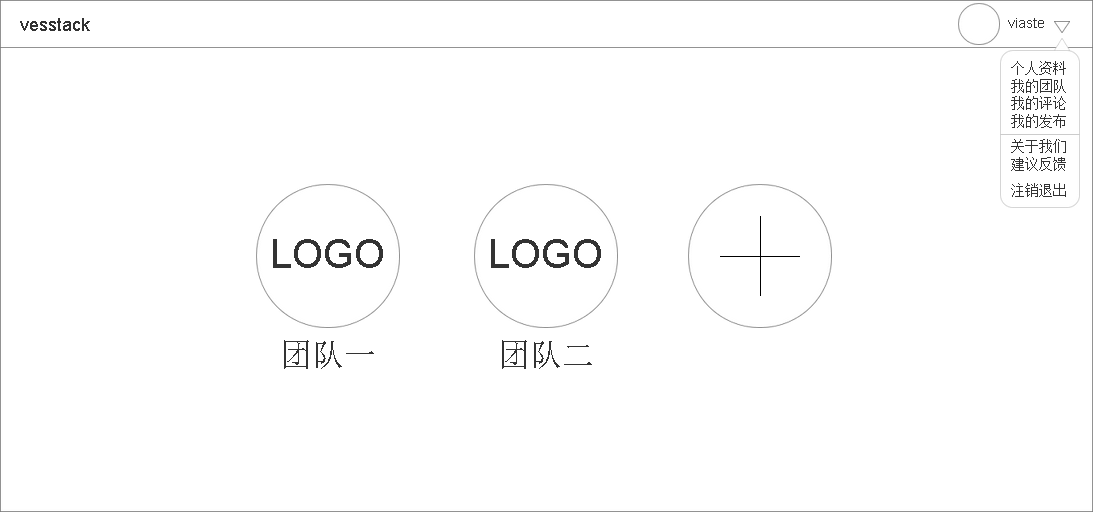 vesstack
viaste
个人资料
我的团队
我的评论
我的发布
关于我们
建议反馈
注销退出
LOGO
LOGO
团队一
团队二